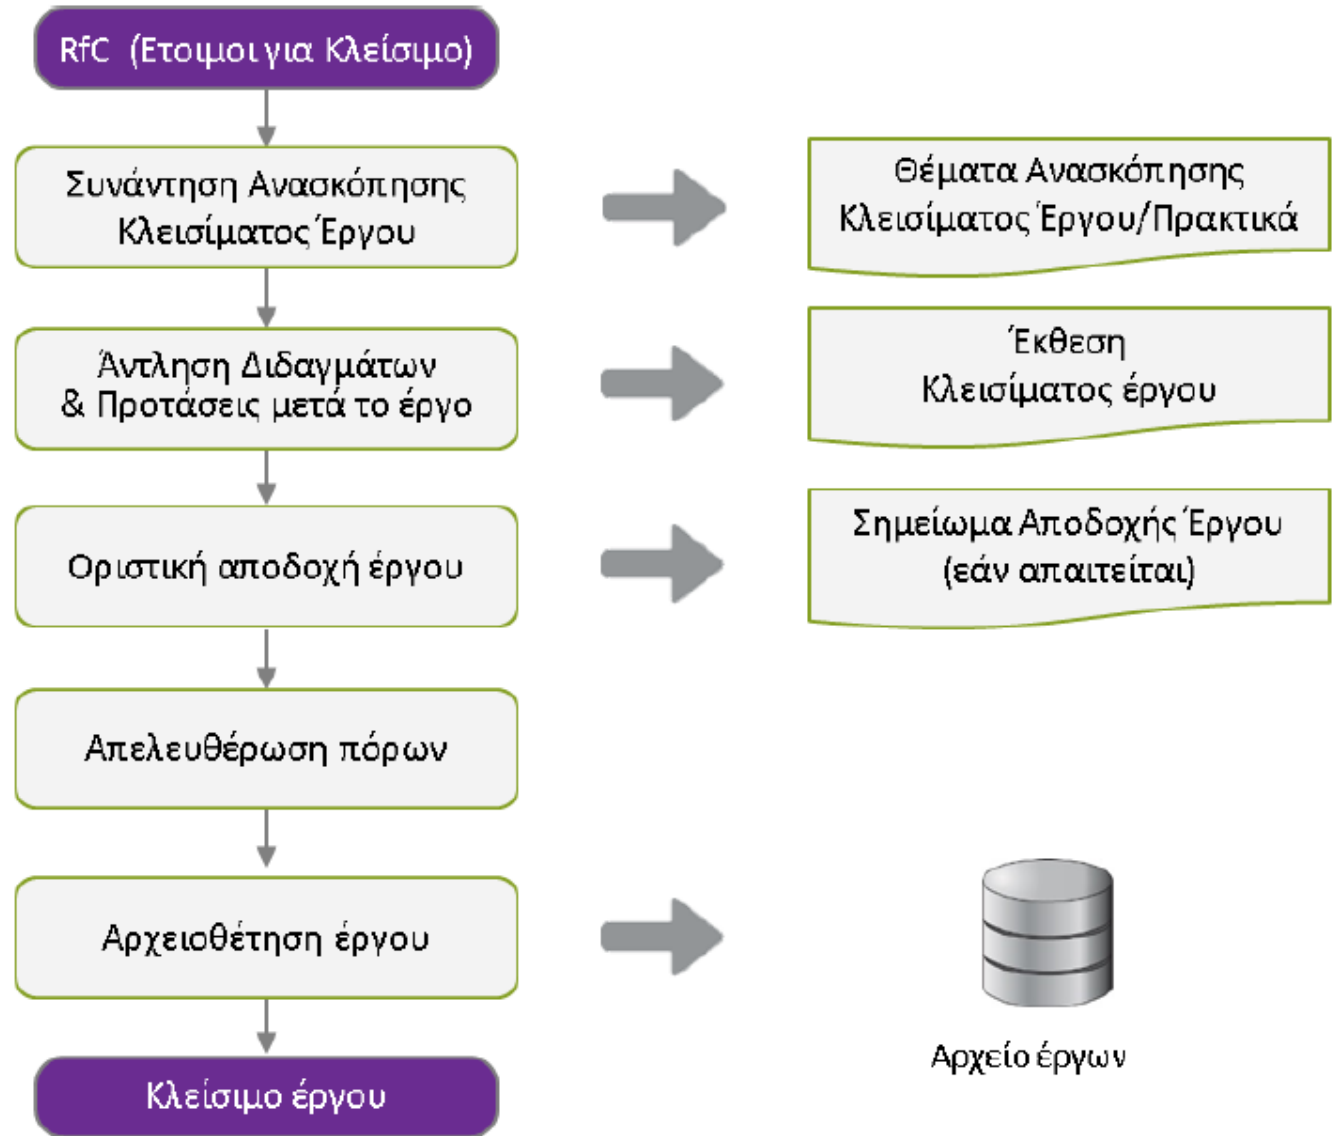 RfC (Ετοιμοι για Κλείσιμο)
Συνάντηση Ανασκόπησης
Κλεισίματος Έργου
Θέματα Ανασκόπησης
Κλεισίματος Έργου/Πρακτικά
Άντληση Διδαγμάτων
& Προτάσεις μετά το έργο
Έκθεση
Κλεισίματος έργου
Οριστική αποδοχή έργου
Σημείωμα Αποδοχής Έργου
(εάν απαιτείται)
Απελευθέρωση πόρων
Αρχειοθέτηση έργου
Αρχείο έργων
Κλείσιμο έργου